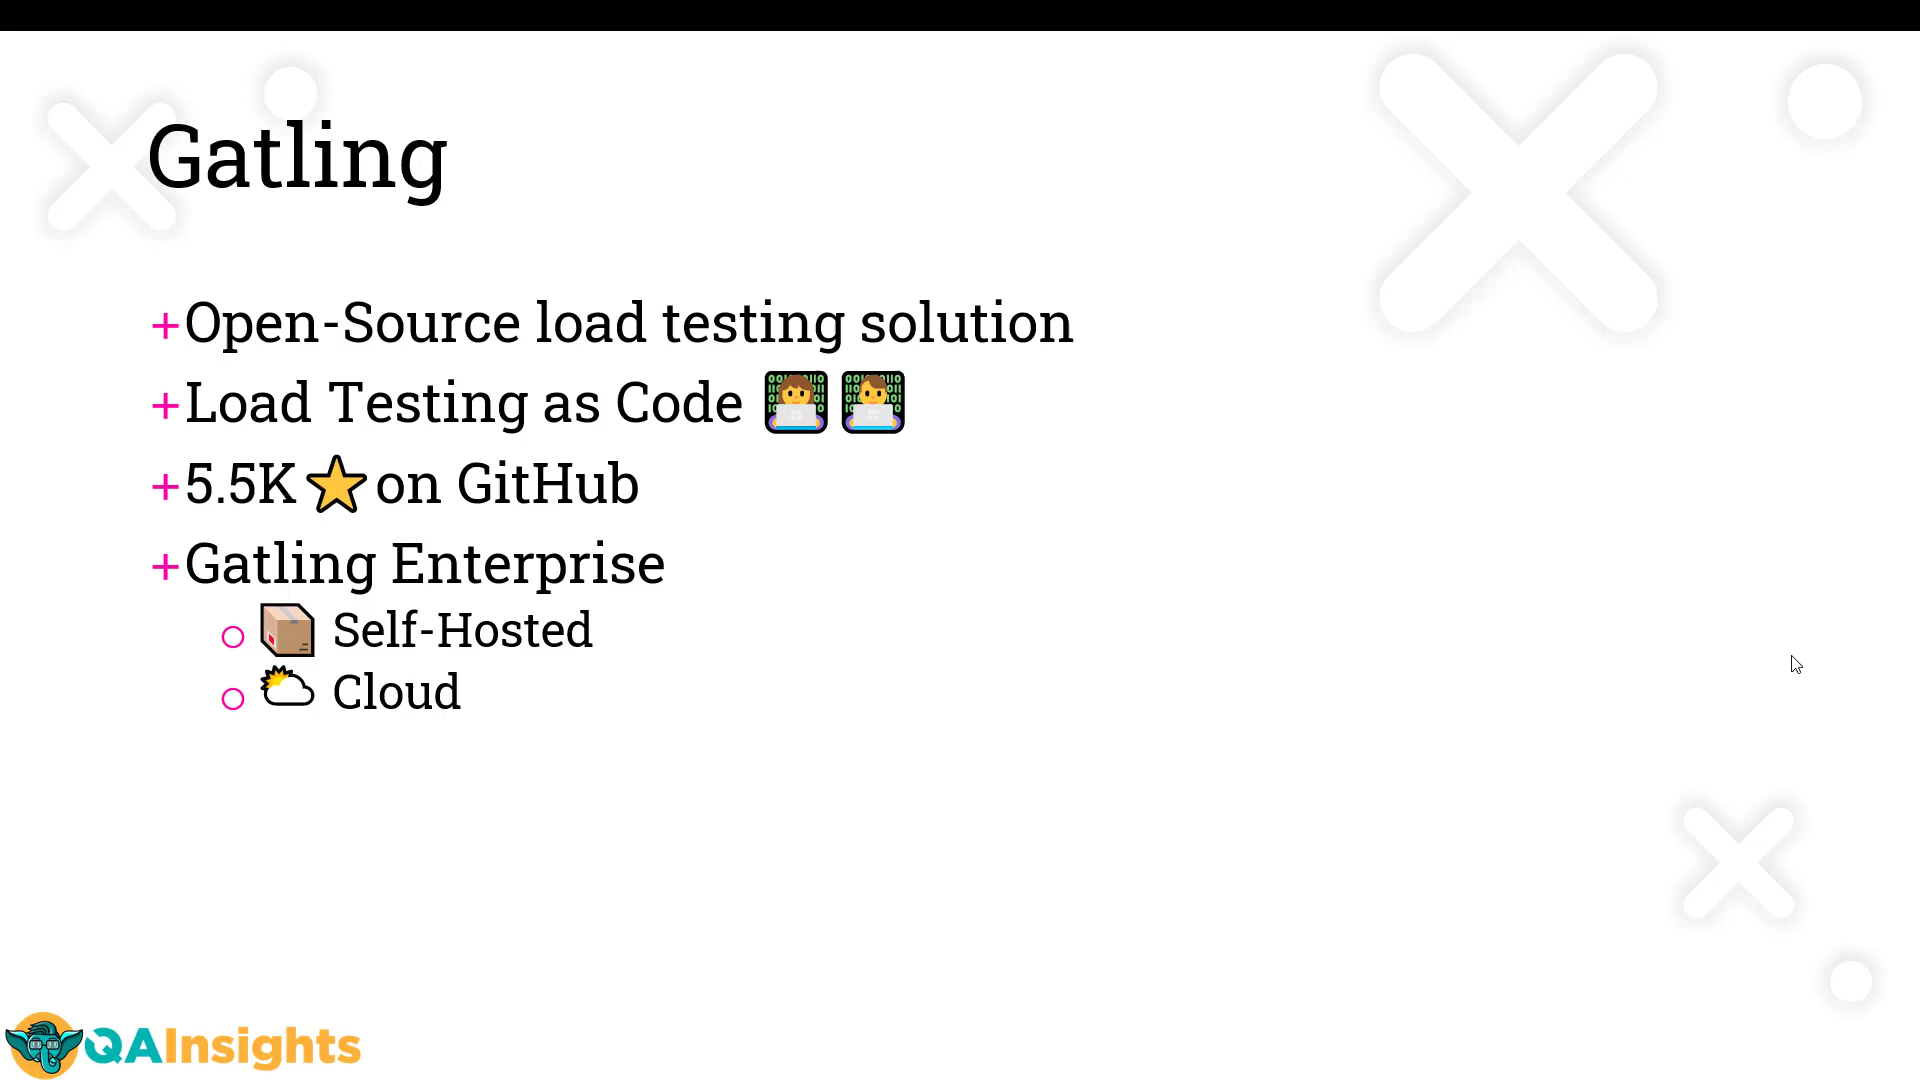 Gatling
+Open-Source load testing solution
+Load Testing as Code 👩‍💻 👨‍💻
+5.5K ⭐ on GitHub
+Gatling Enterprise
○ 📦 Self-Hosted
○ 🌥 Cloud
QAInsights